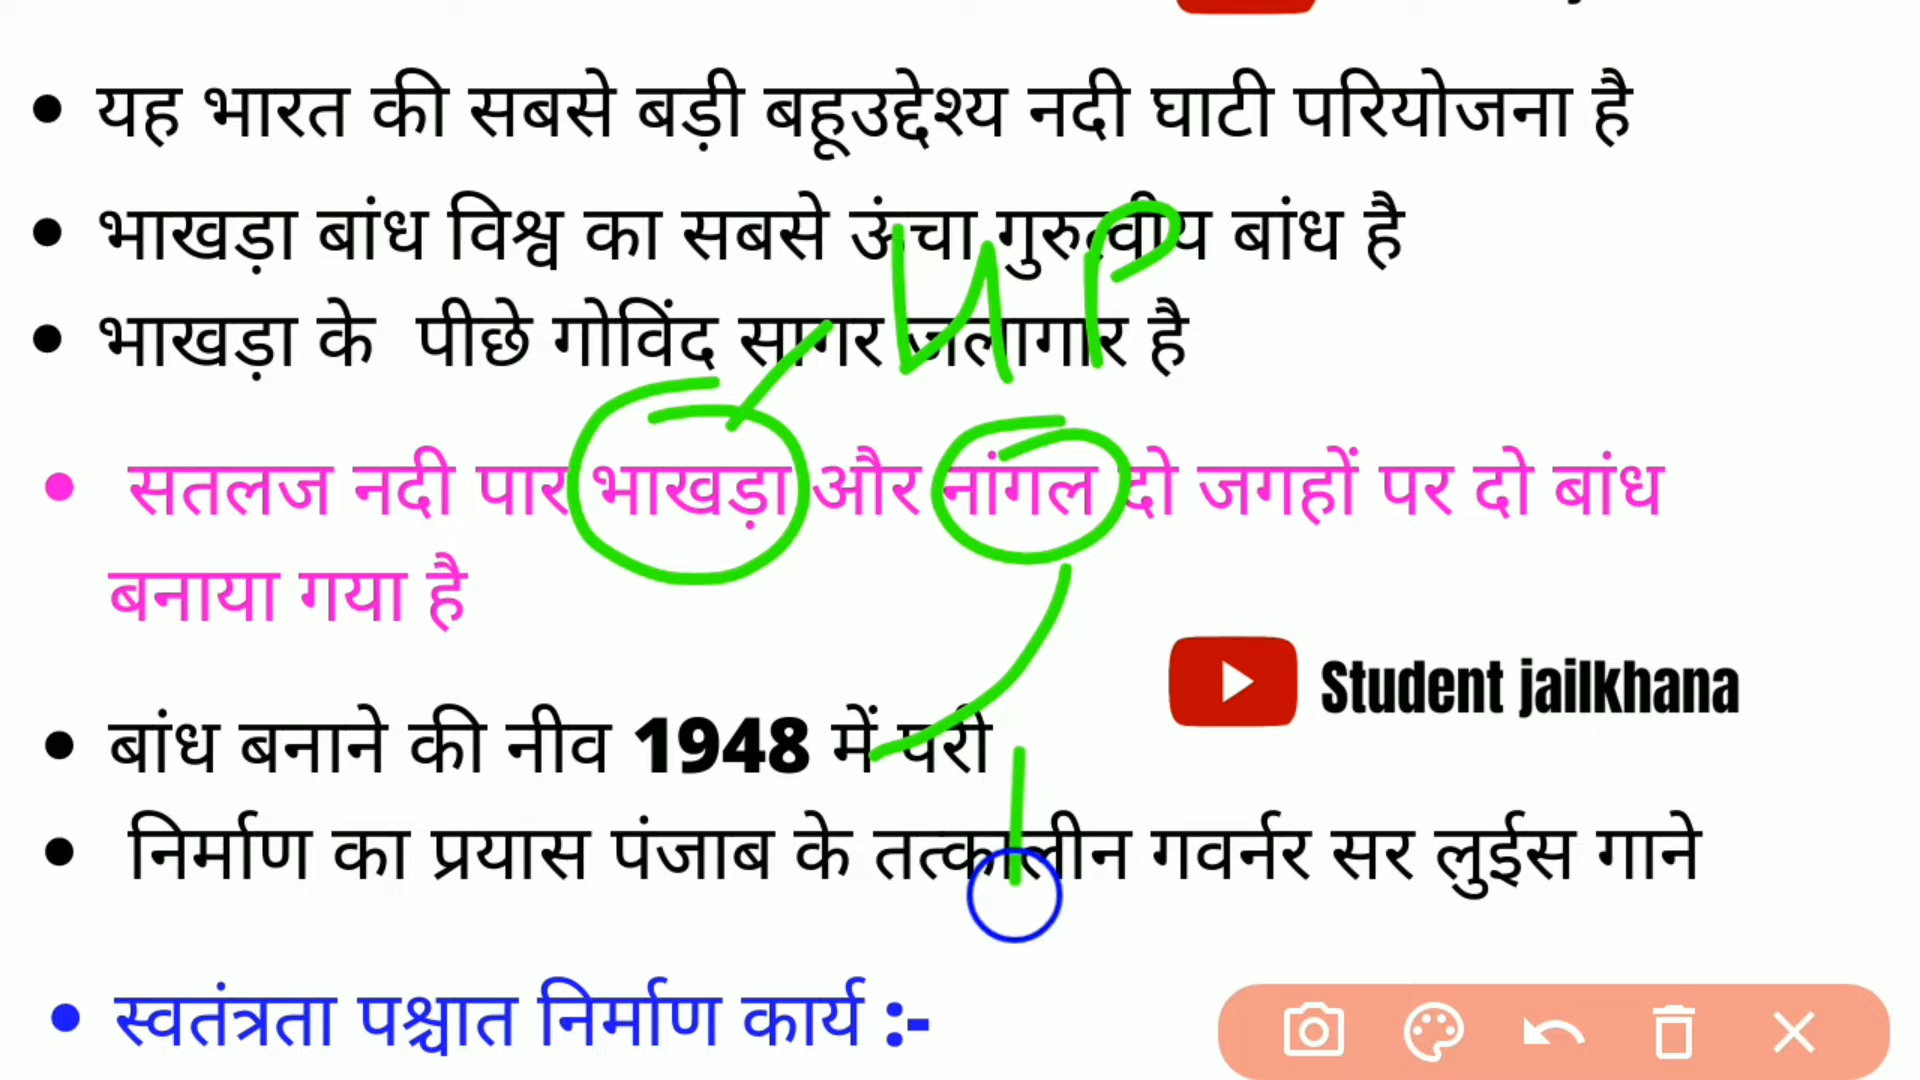 यह भारत की सबसे बड़ी बहूउद्देश्य नदी घाटी परियोजना है
भाखड़ा बांध विश्व का सबसे ऊंचा गुरुत्वीय बांध है
भाखड़ा के पीछे गोविंद सागर जलागार है
सतलज नदी पार भाखड़ा और नांगल दो जगहों पर दो बांध
बनाया गया है
Student jailkhana
बांध बनाने की नीव 1948 में परी
निर्माण का प्रयास पंजाब के तत्कालीन गवर्नर सर लुईस गाने
स्वतंत्रता पश्चात निर्माण कार्य :-